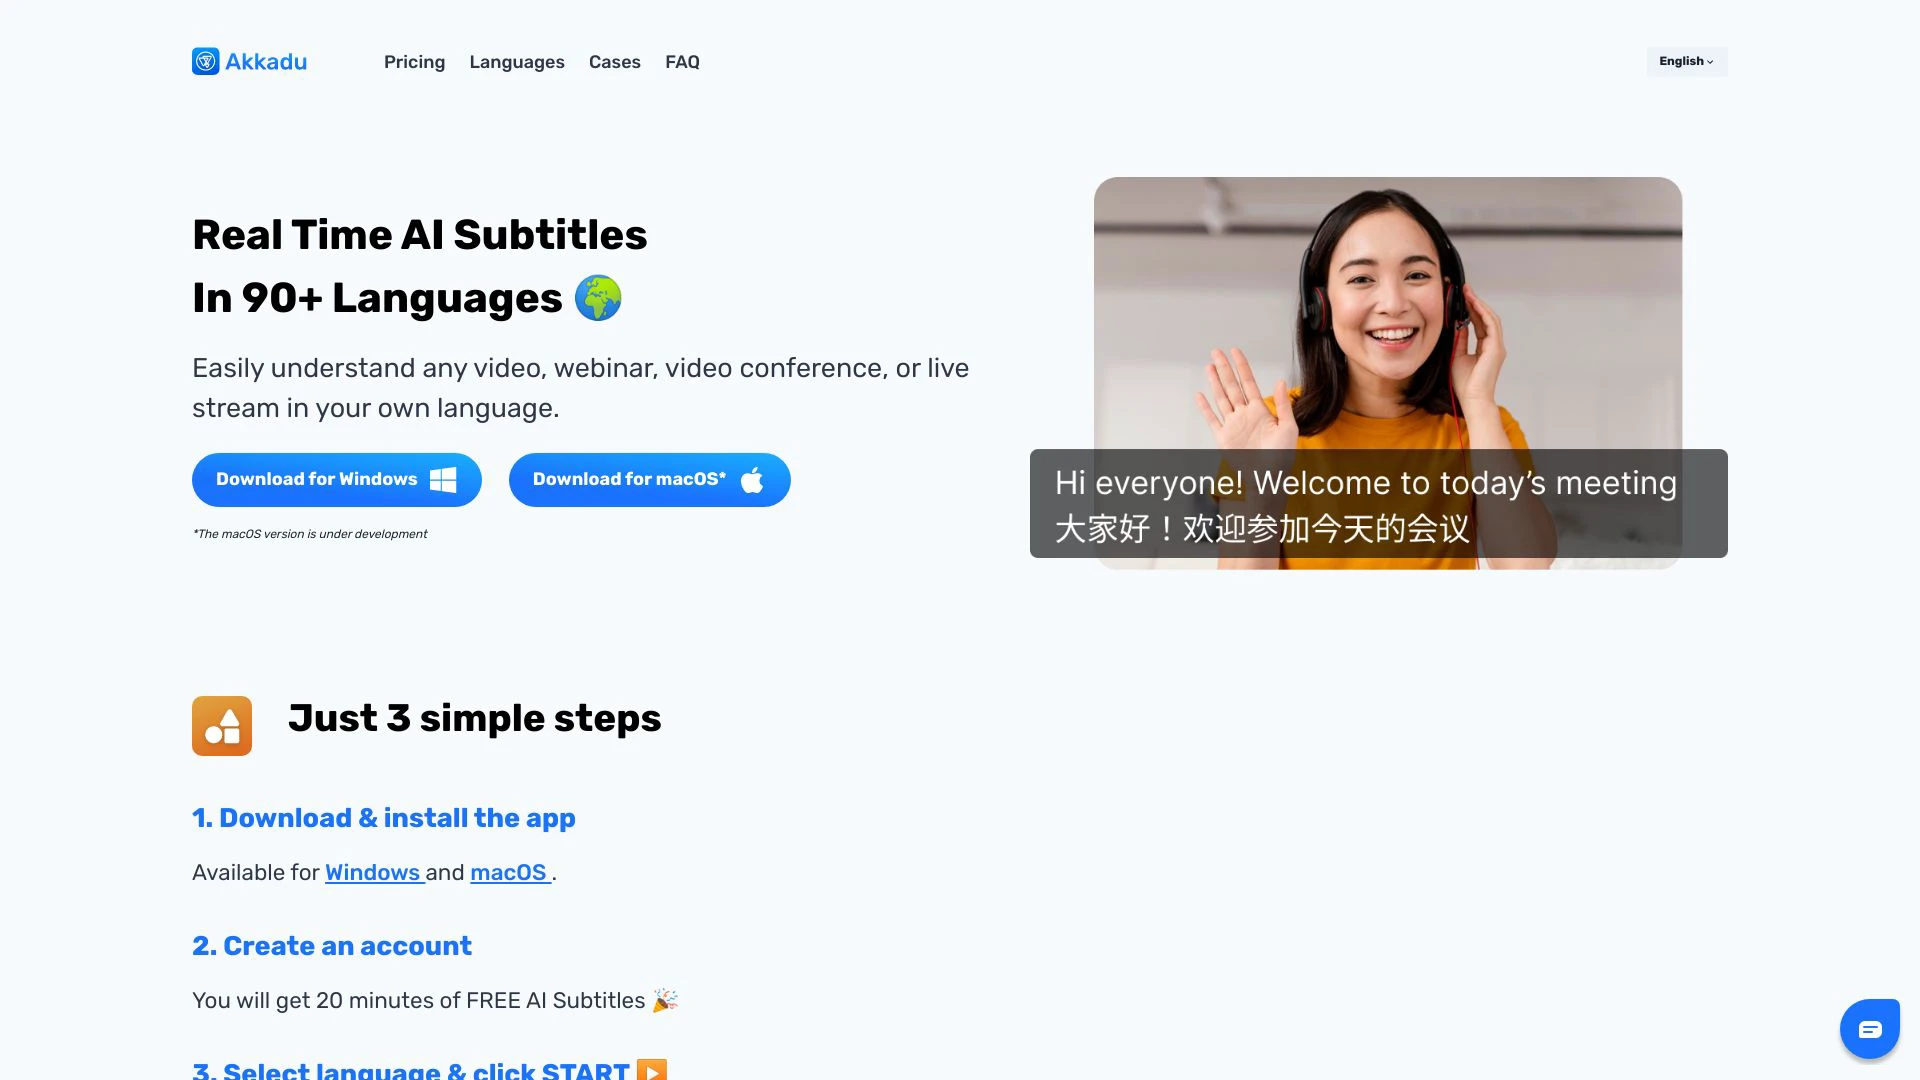 Akkadu
Pricing
Languages
Cases
FAQ
English
Real Time AI Subtitles
In 90+ Languages 🌍
Easily understand any video, webinar, video conference, or live
stream in your own language.
Download for Windows
Download for macOS*
*The macOS version is under development
Hi everyone! Welcome to today's meeting
大家好！欢迎参加今天的会议
Just 3 simple steps
1. Download & install the app
Available for Windows and macOS .
2. Create an account
You will get 20 minutes of FREE AI Subtitles 🎉
3. Select language & click START ▶️